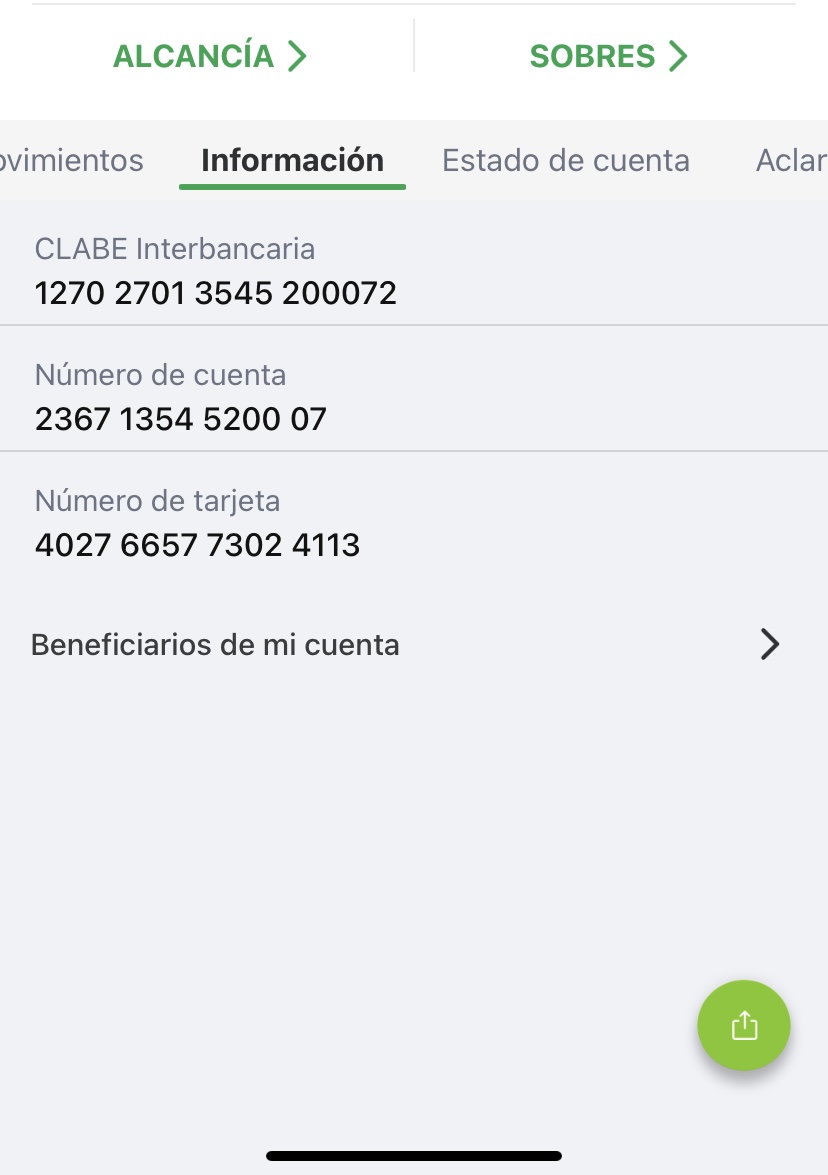 ALCANCÍA
SOBRES
ovimientos
Información
Estado de cuenta
Aclar
CLABE Interbancaria
1270 2701 3545 200072
Número de cuenta
2367 1354 5200 07
Número de tarjeta
4027 6657 7302 4113
Beneficiarios de mi cuenta